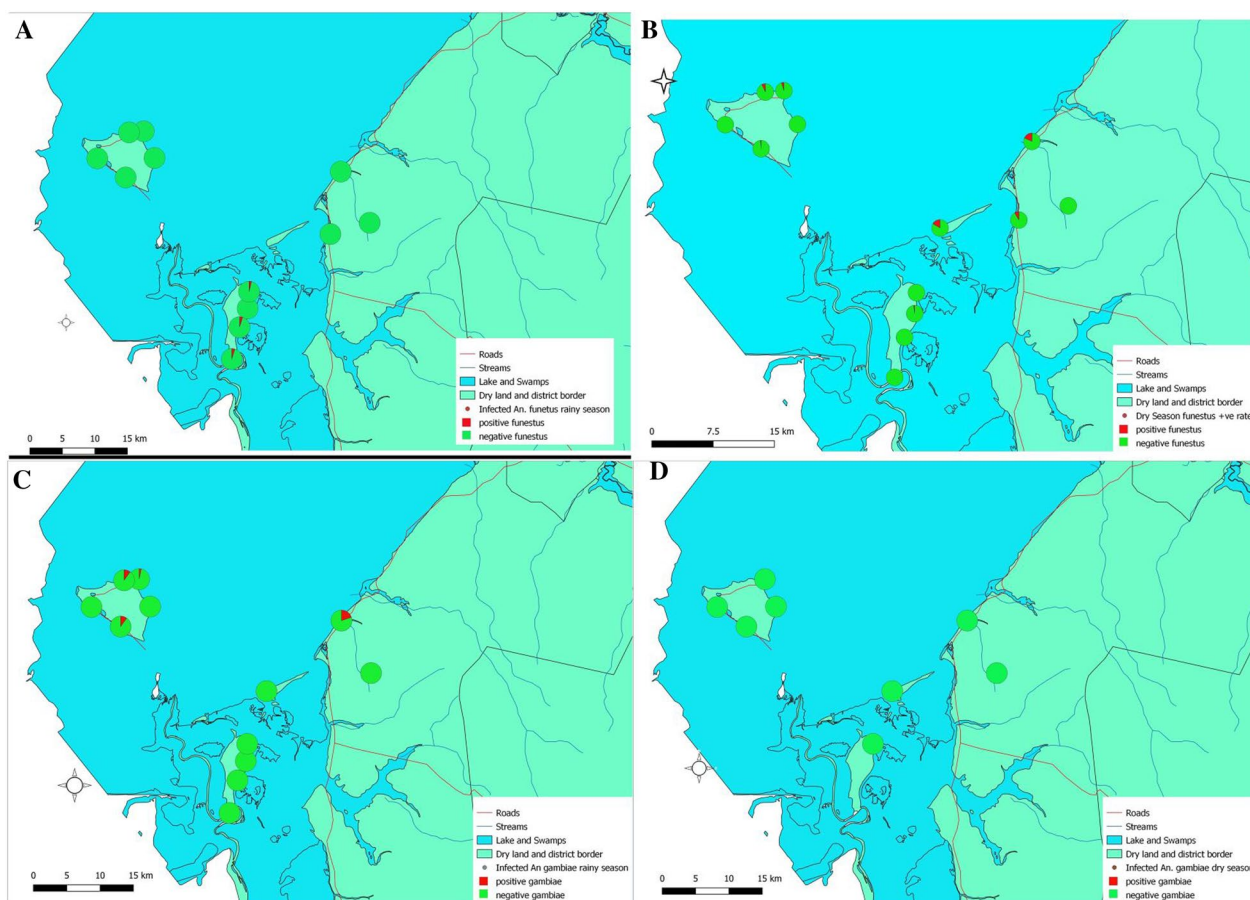 A
Roads
Streams
Lake and Swamps
Dry land and district border
Infected An. funetus rainy season
positive funestus
negative funestus
0 5 10 15 km
B
Roads
Streams
Lake and Swamps
Dry land and district border
Dry Season funestus +ve rate
positive funestus
negative funestus
0 7.5 15 km
C
Roads
Streams
Lake and Swamps
Dry land and district border
Infected An gambiae rainy season
positive gambiae
negative gambiae
0 5 10 15 km
D
Roads
Streams
Lake and Swamps
Dry land and district border
Infected An. gambiae dry season
positive gambiae
negative gambiae
0 5 10 15 km